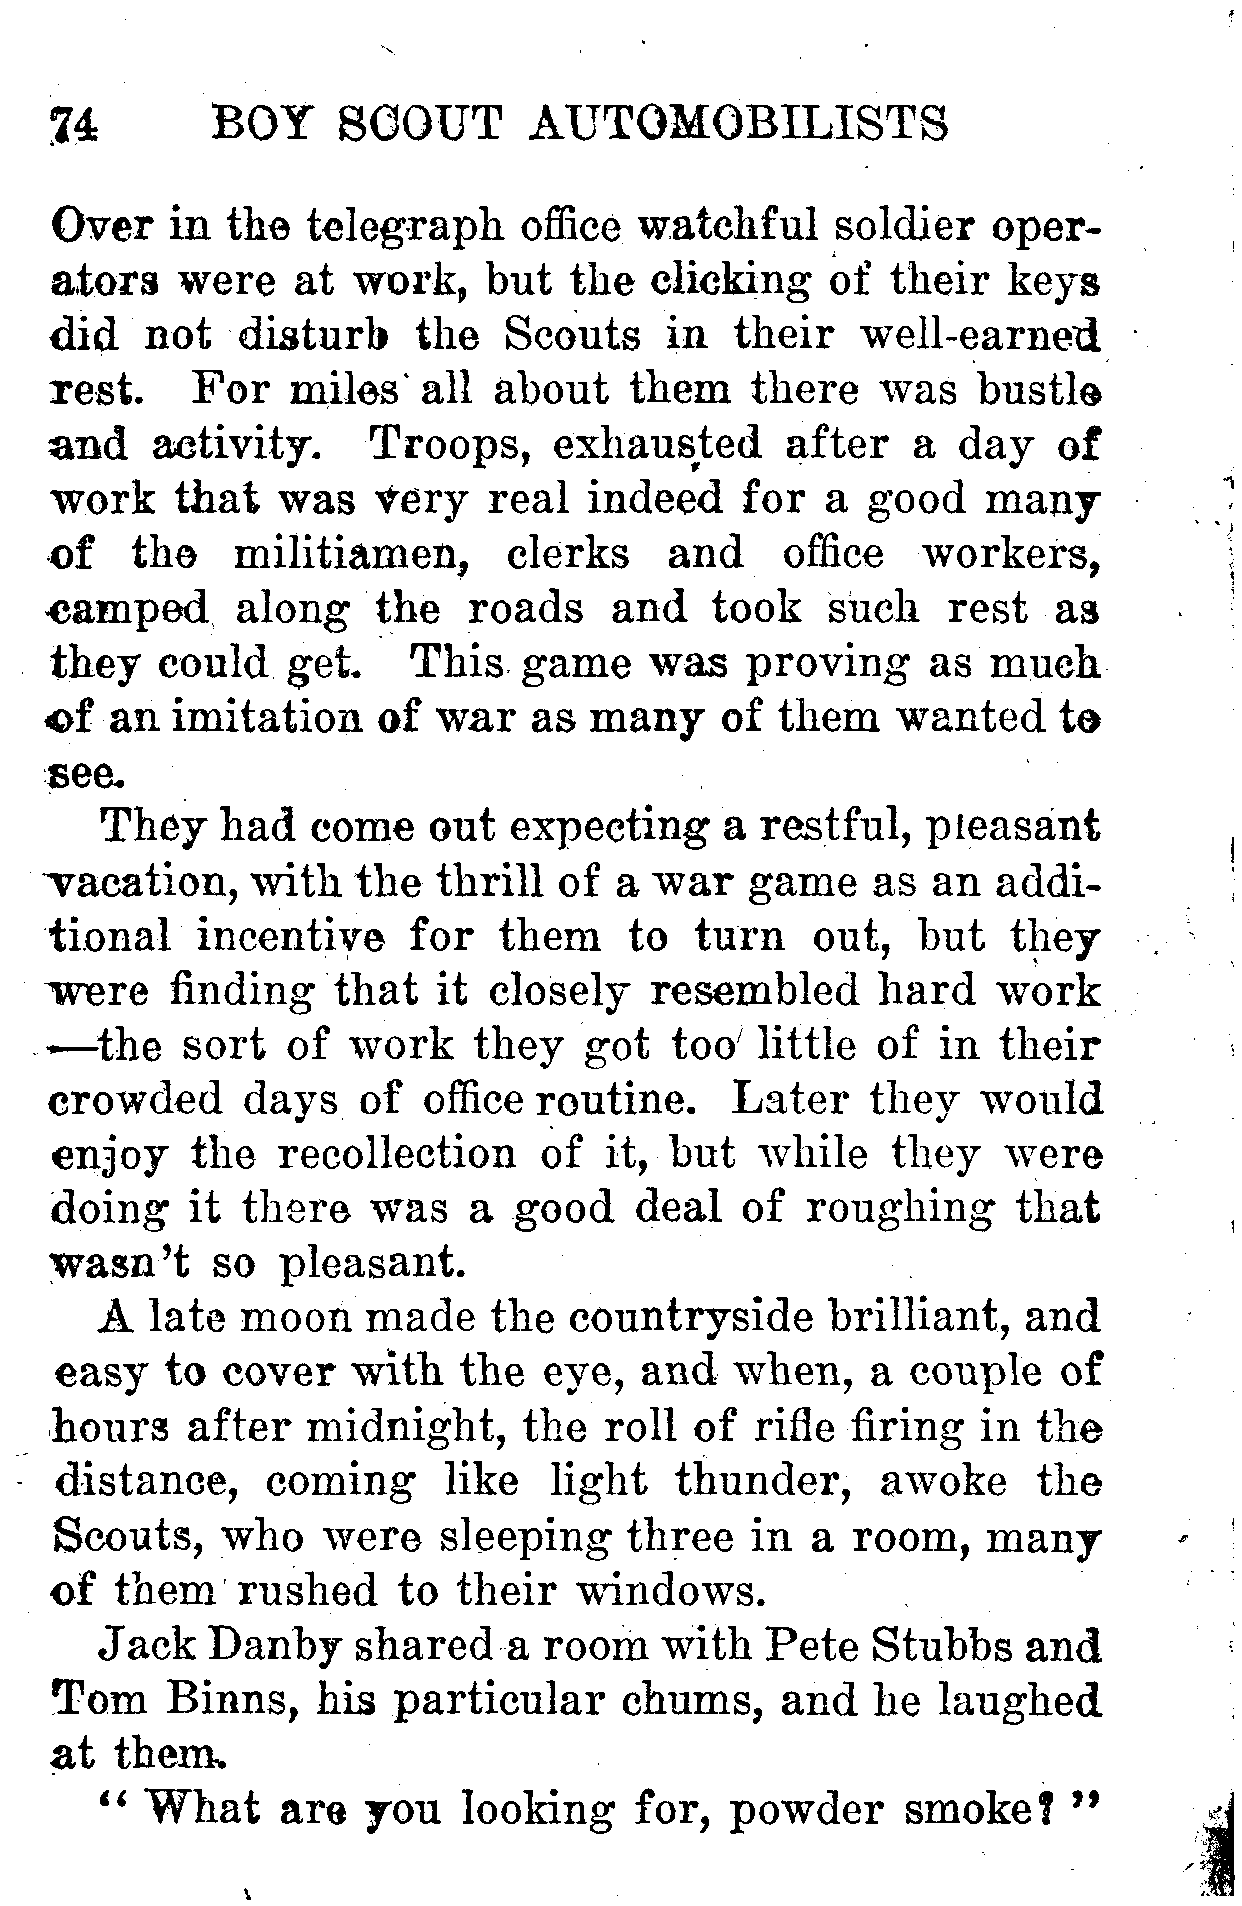 74 BOY SCOUT AUTOMOBILISTS
Over in the telegraph office watchful soldier oper-
ators were at work, but the clicking of their keys
did not disturb the Scouts in their well-earned
rest. For miles all about them there was bustle
and activity. Troops, exhausted after a day of
work that was very real indeed for a good many
of the militiamen, clerks and office workers,
camped along the roads and took such rest as
they could get. This game was proving as much
of an imitation of war as many of them wanted to
see.
They had come out expecting a restful, pleasant
vacation, with the thrill of a war game as an addi-
tional incentive for them to turn out, but they
were finding that it closely resembled hard work
—the sort of work they got too little of in their
crowded days of office routine. Later they would
enjoy the recollection of it, but while they were
doing it there was a good deal of roughing that
wasn't so pleasant.
A late moon made the countryside brilliant, and
easy to cover with the eye, and when, a couple of
hours after midnight, the roll of rifle firing in the
distance, coming like light thunder, awoke the
Scouts, who were sleeping three in a room, many
of them rushed to their windows.
Jack Danby shared a room with Pete Stubbs and
Tom Binns, his particular chums, and he laughed
at them.
"What are you looking for, powder smoke?"